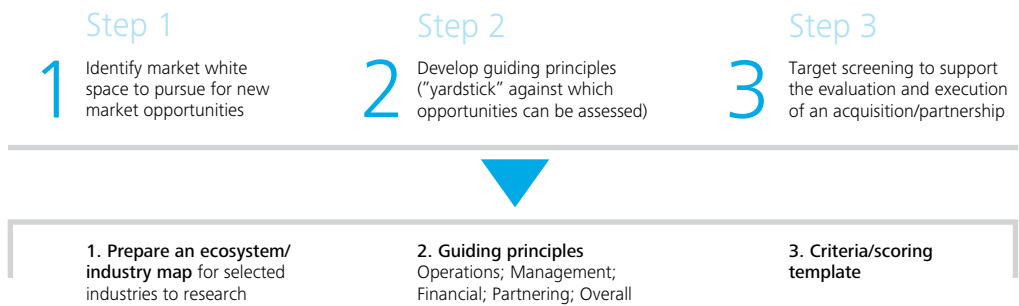 Step 1
1
Identify market white
space to pursue for new
market opportunities
Step 2
2
Develop guiding principles
(”yardstick” against which
opportunities can be assessed)
Step 3
3
Target screening to support
the evaluation and execution
of an acquisition/partnership
1. Prepare an ecosystem/
industry map for selected
industries to research
2. Guiding principles
Operations; Management;
Financial; Partnering; Overall
3. Criteria/scoring
template